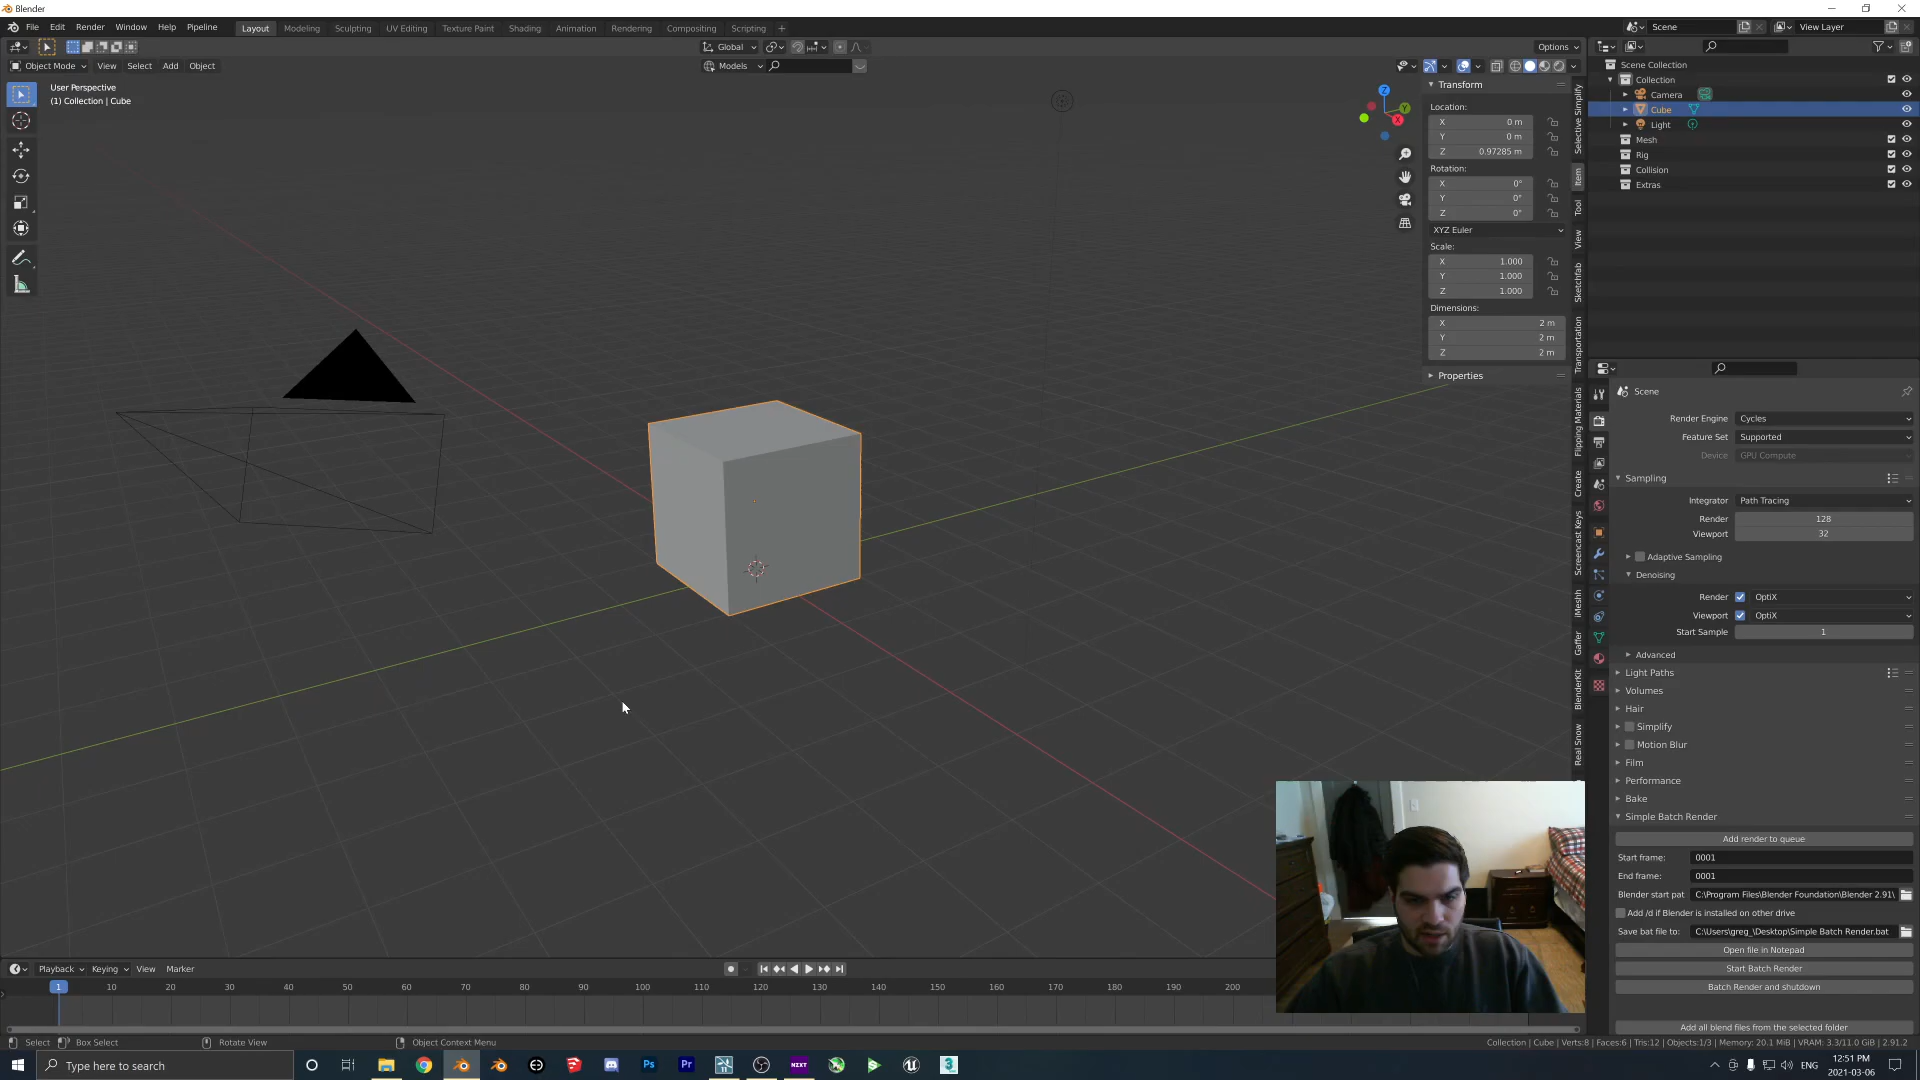 Blender
File Edit Render Window Help Pipeline
Layout Modeling Sculpting UV Editing Texture Paint Shading Animation Rendering Compositing Scripting +
Scene
View Layer
Options
Global
Object Mode View Select Add Object
Models
User Perspective
(1) Collection | Cube
Z
Y
X
Transform
Location:
X 0 m
Y 0 m
Z 0.97285 m
Rotation:
X 0°
Y 0°
Z 0°
XYZ Euler
Scale:
X 1.000
Y 1.000
Z 1.000
Dimensions:
X 2 m
Y 2 m
Z 2 m
Properties
Selective Simplify
Item
Tool
View
Sketchfab
Transportation
Flipping Materials
Create
Screencast Keys
iMeshh
Gaffer
BlenderKit
Real Snow
Scene Collection
Collection
Camera
Cube
Light
Mesh
Rig
Collision
Extras
Scene
Render Engine Cycles
Feature Set Supported
Device GPU Compute
Sampling
Integrator Path Tracing
Render 128
Viewport 32
Adaptive Sampling
Denoising
Render OptiX
Viewport OptiX
Start Sample 1
Advanced
Light Paths
Volumes
Hair
Simplify
Motion Blur
Film
Performance
Bake
Simple Batch Render
Add render to queue
Start frame: 0001
End frame: 0001
Blender start pat C:\Program Files\Blender Foundation\Blender 2.91\
Add /d if Blender is installed on other drive
Save bat file to: C:\Users\greg_\Desktop\Simple Batch Render.bat
Open file in Notepad
Start Batch Render
Batch Render and shutdown
Add all blend files from the selected folder
Playback Keying View Marker
1 10 20 30 40 50 60 70 80 90 100 110 120 130 140 150 160 170 180 190 200
Select Box Select Rotate View Object Context Menu
Collection | Cube | Verts:8 | Faces:6 | Tris:12 | Objects:1/3 | Memory: 20.1 MiB | VRAM: 3.3/11.0 GiB | 2.91.2
Type here to search
Ps
Pr
NZXT
3
ENG
12:51 PM
2021-03-06